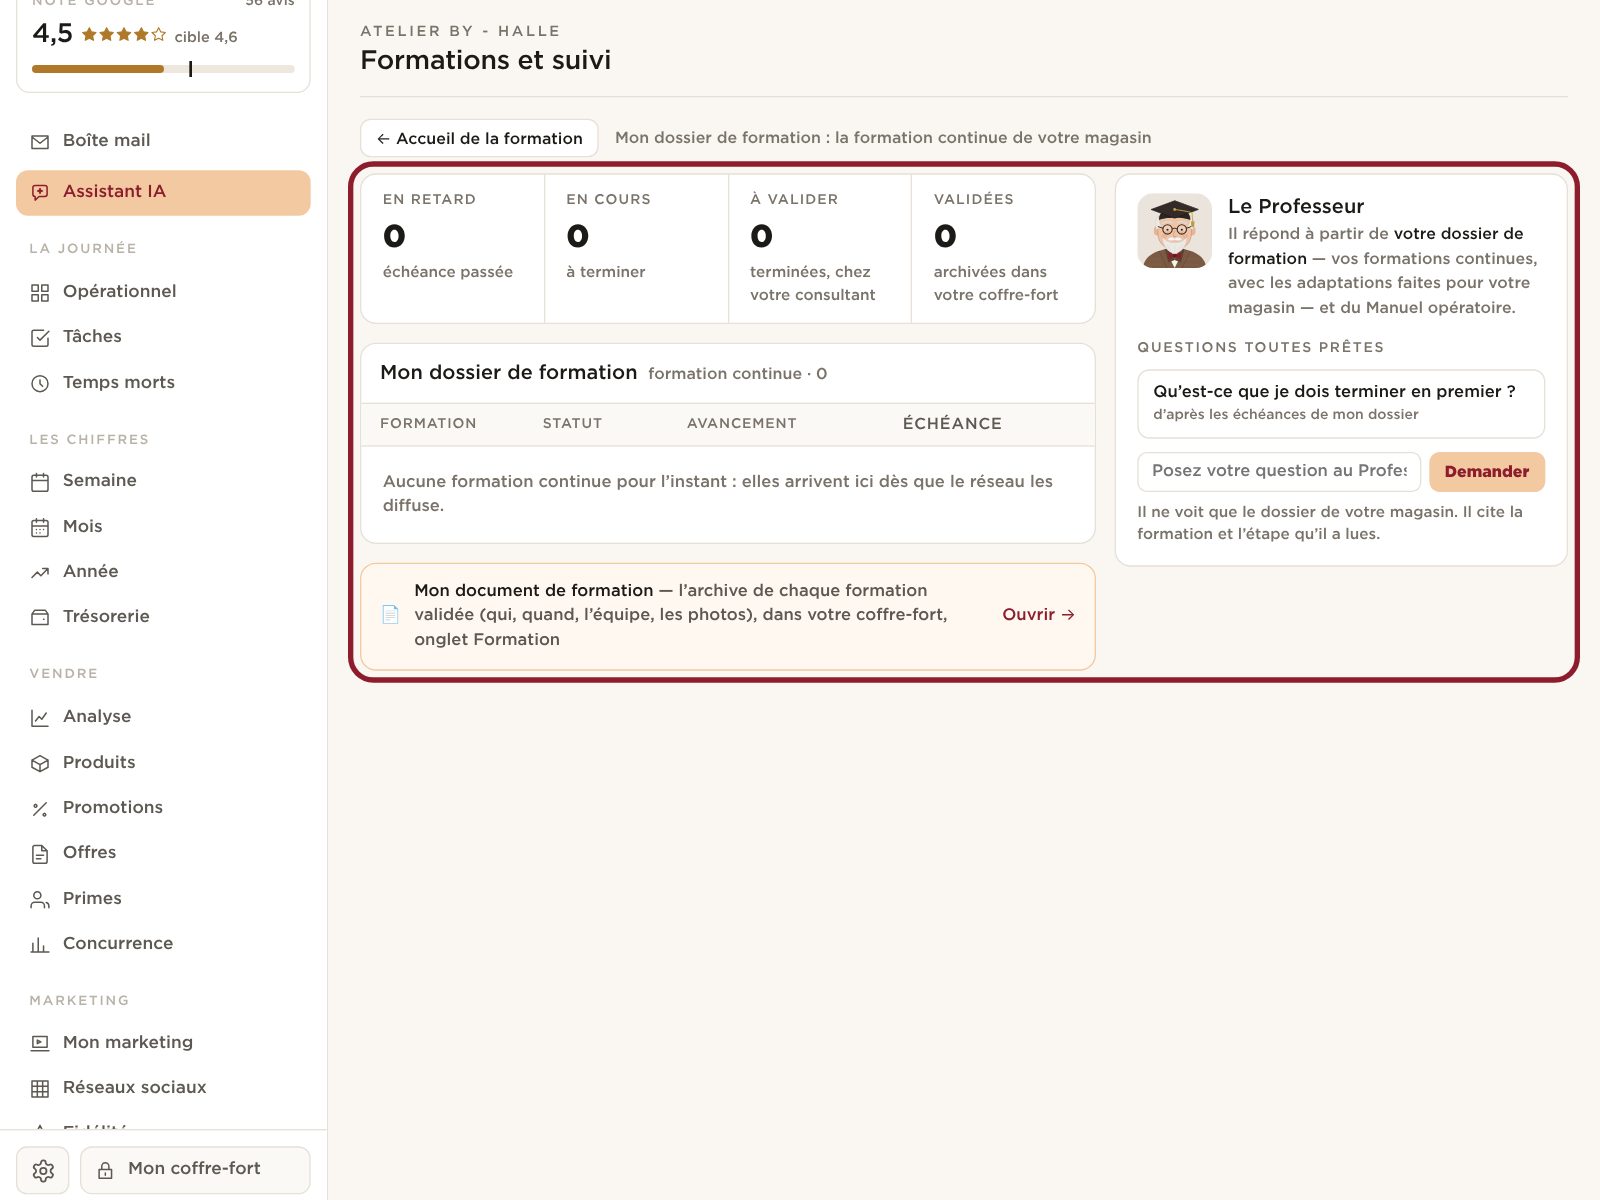 NOTE GOOGLE
56 avis
4,5 cible 4,6
Boîte mail
Assistant IA
LA JOURNÉE
Opérationnel
Tâches
Temps morts
LES CHIFFRES
Semaine
Mois
Année
Trésorerie
VENDRE
Analyse
Produits
Promotions
Offres
Primes
Concurrence
MARKETING
Mon marketing
Réseaux sociaux
Fidélité
Mon coffre-fort
ATELIER BY - HALLE
Formations et suivi
← Accueil de la formation
Mon dossier de formation : la formation continue de votre magasin
EN RETARD
0
échéance passée
EN COURS
0
à terminer
À VALIDER
0
terminées, chez
votre consultant
VALIDÉES
0
archivées dans
votre coffre-fort
Mon dossier de formation formation continue · 0
FORMATION STATUT AVANCEMENT ÉCHÉANCE
Aucune formation continue pour l’instant : elles arrivent ici dès que le réseau les
diffuse.
Mon document de formation — l’archive de chaque formation
validée (qui, quand, l’équipe, les photos), dans votre coffre-fort,
onglet Formation
Ouvrir →
Le Professeur
Il répond à partir de votre dossier de
formation — vos formations continues,
avec les adaptations faites pour votre
magasin — et du Manuel opératoire.
QUESTIONS TOUTES PRÊTES
Qu’est-ce que je dois terminer en premier ?
d’après les échéances de mon dossier
Posez votre question au Profes
Demander
Il ne voit que le dossier de votre magasin. Il cite la
formation et l’étape qu’il a lues.